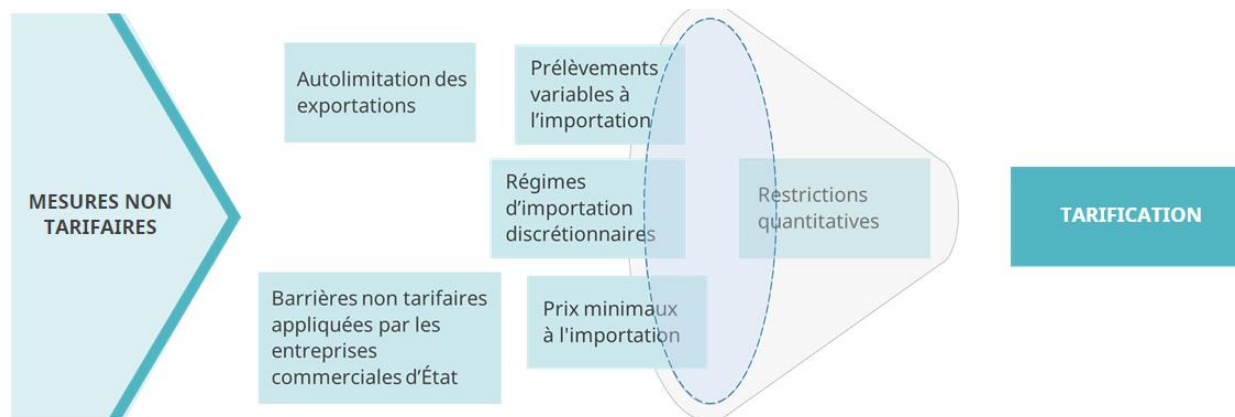 MESURES NON
TARIFAIRES
Autolimitation des
exportations
Barrières non tarifaires
appliquées par les
entreprises
commerciales d’État
Prélèvements
variables à
l’importation
Régimes
d’importation
discrétionnaires
Prix minimaux
à l'importation
Restrictions
quantitatives
TARIFICATION